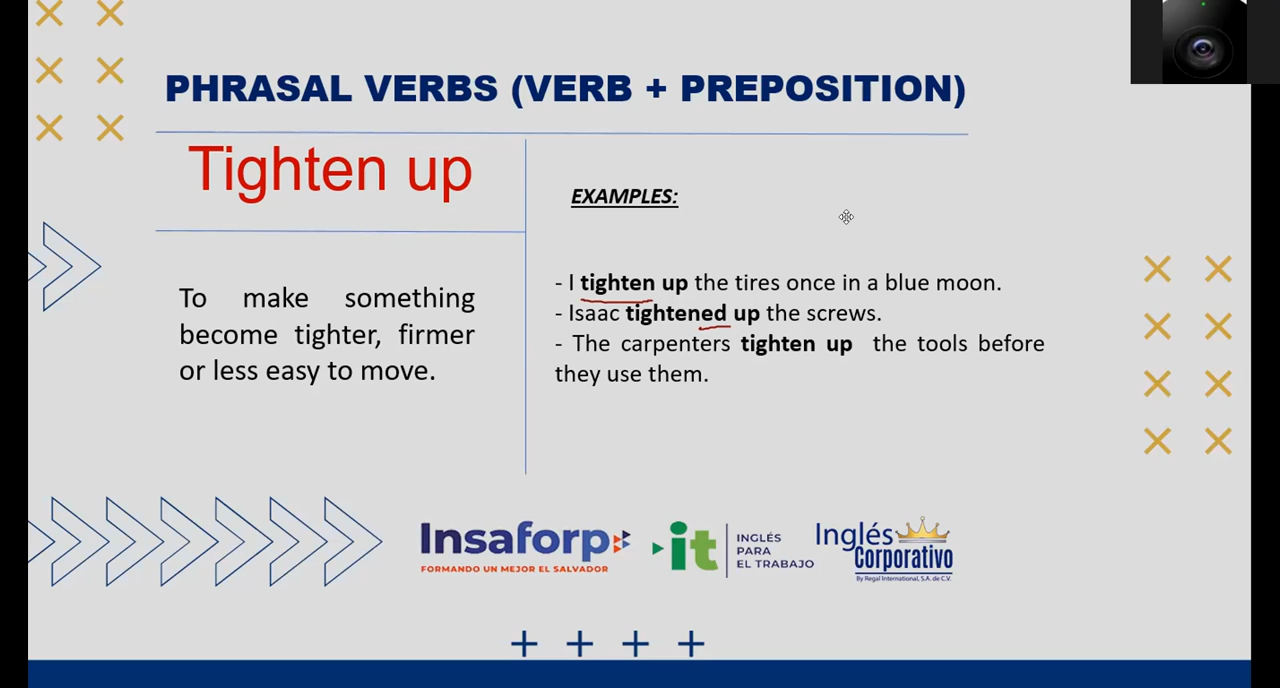 PHRASAL VERBS (VERB + PREPOSITION)
Tighten up
To make something
become tighter, firmer
or less easy to move.
EXAMPLES:
- I tighten up the tires once in a blue moon.
- Isaac tightened up the screws.
- The carpenters tighten up the tools before
they use them.
Insaforp
FORMANDO UN MEJOR EL SALVADOR
it
INGLÉS
PARA
EL TRABAJO
Inglés
Corporativo
By Regal International, S.A. de C.V.